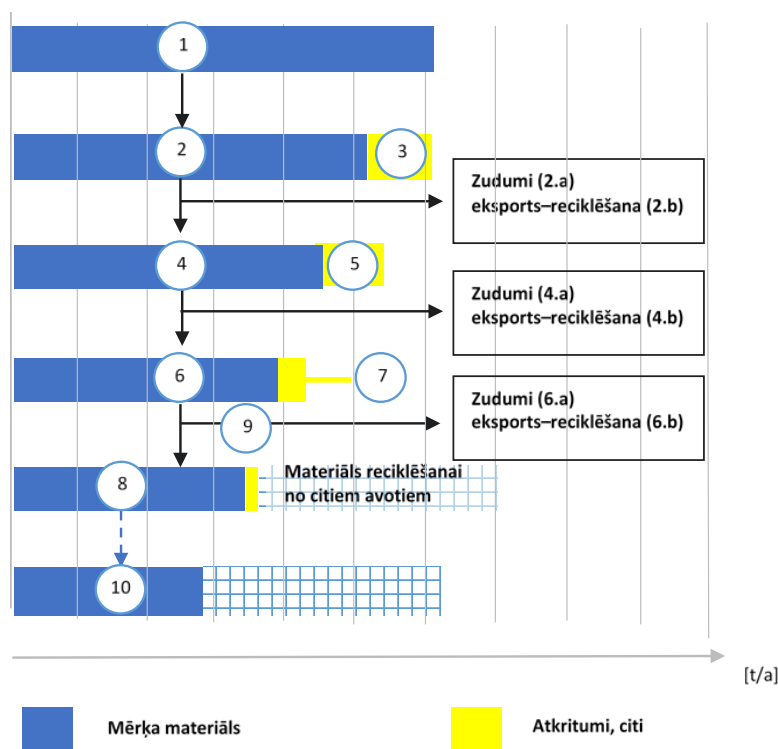 1
2
3
Zudumi (2.a)
eksports–reciklēšana (2.b)
4
5
Zudumi (4.a)
eksports–reciklēšana (4.b)
6
7
Zudumi (6.a)
eksports–reciklēšana (6.b)
9
8
Materiāls reciklēšanai
no citiem avotiem
10
[t/a]
Mērķa materiāls
Atkritumi, citi